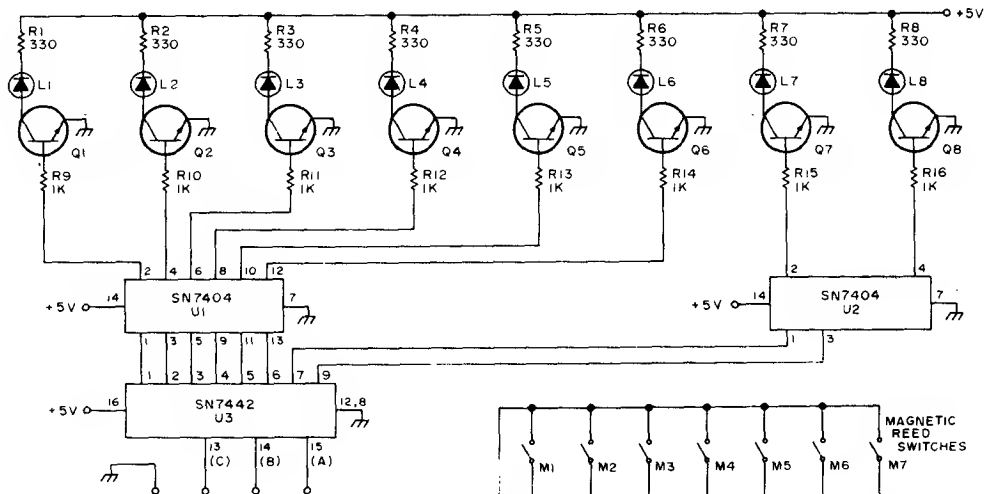 +5V
R1 R2 R3 R4 R5 R6 R7 R8
330 330 330 330 330 330 330 330
L1 L2 L3 L4 L5 L6 L7 L8
Q1 Q2 Q3 Q4 Q5 Q6 Q7 Q8
R9 R10 R11 R12 R13 R14 R15 R16
1K 1K 1K 1K 1K 1K 1K 1K
2 4 6 8 10 12 2 4
+5V 14 SN7404 7 +5V 14 SN7404 7
U1 U2
1 3 5 9 11 13 1 3
1 2 3 4 5 6 7 9
+5V 16 SN7442 12,8
U3
13 14 15
(C) (B) (A)
MAGNETIC
REED
SWITCHES
M1 M2 M3 M4 M5 M6 M7